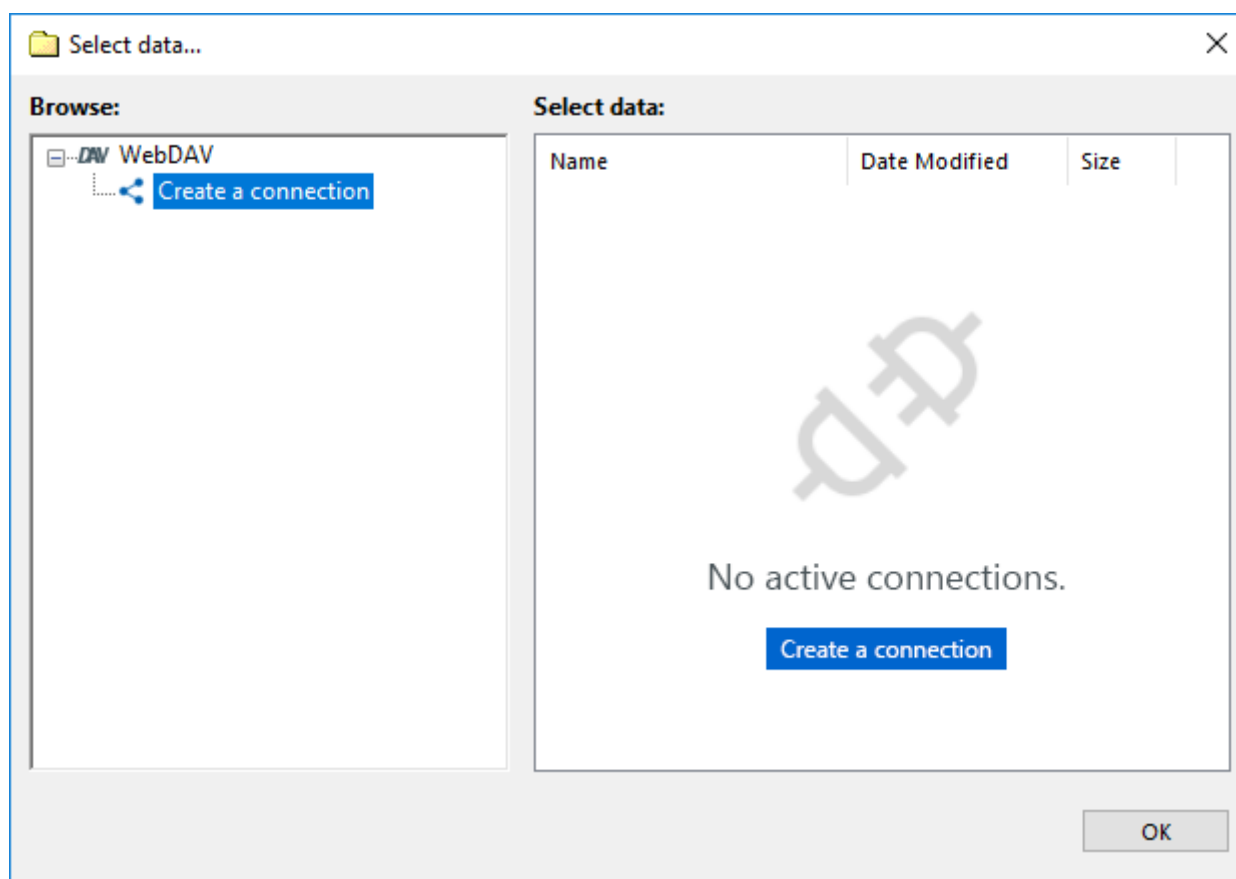 Select data...
Browse:
Select data:
DAV WebDAV
Create a connection
Name Date Modified Size
No active connections.
Create a connection
OK